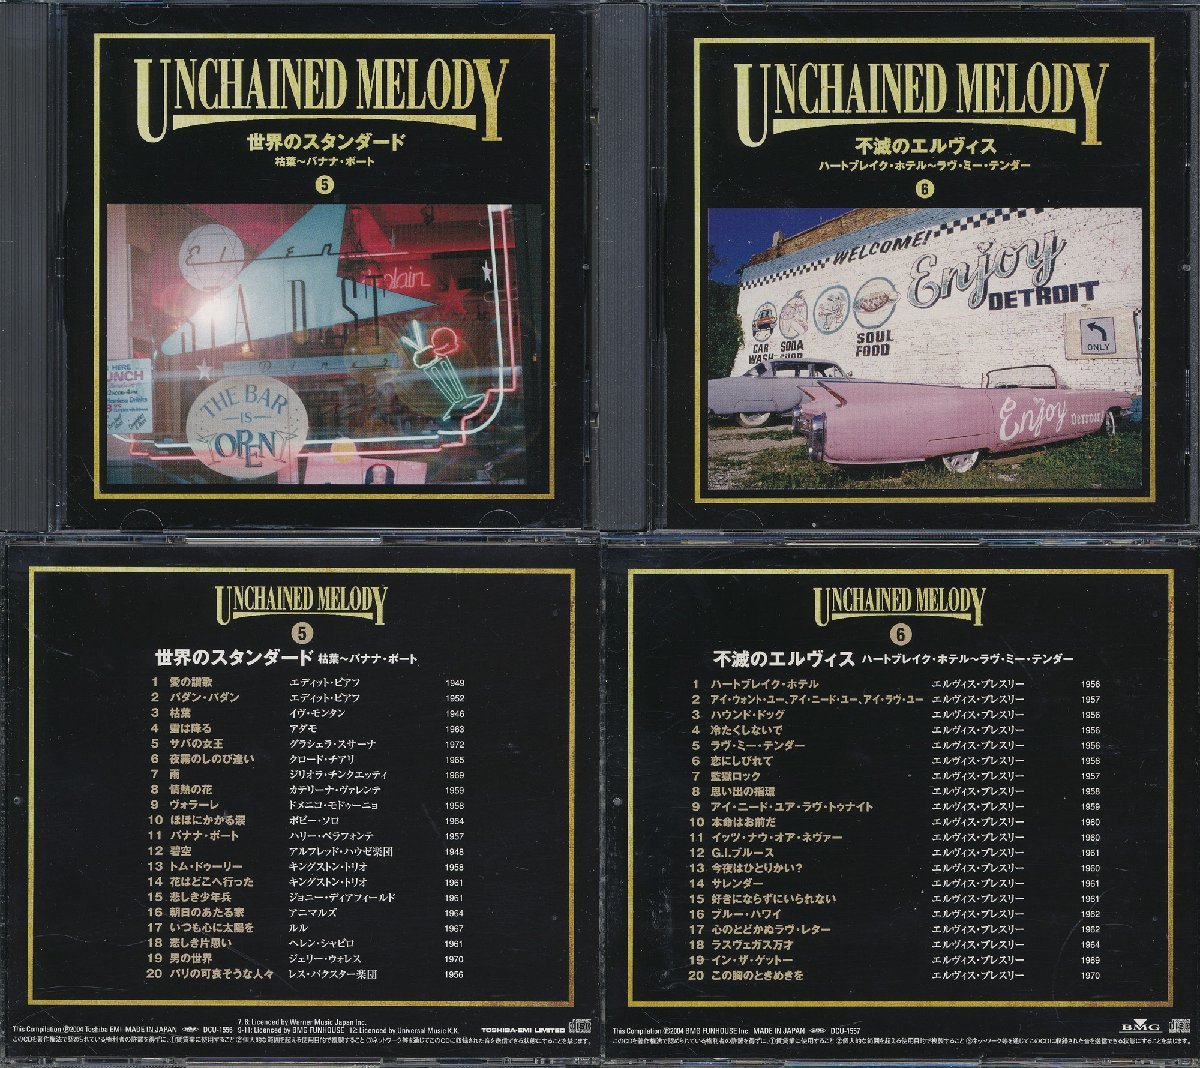 UNCHAINED MELODY
世界のスタンダード
枯葉～バナナ・ボート
5
THE BAR
IS
OPEN
UNCHAINED MELODY
不滅のエルヴィス
ハートブレイク・ホテル～ラヴ・ミー・テンダー
6
WELCOME!
Enjoy
DETROIT
CAR
WASH
SODA
SOUL
FOOD
ONLY
Enjoy
DETROIT
UNCHAINED MELODY
5
世界のスタンダード 枯葉～バナナ・ボート
1 愛の讃歌 エディット・ピアフ 1949
2 パダン・パダン エディット・ピアフ 1952
3 枯葉 イヴ・モンタン 1946
4 雪は降る アダモ 1963
5 サバの女王 グラシェラ・スサーナ 1972
6 夜霧のしのび逢い クロード・チアリ 1965
7 雨 ジリオラ・チンクエッティ 1969
8 情熱の花 カテリーナ・ヴァレンテ 1959
9 ヴォラーレ ドメニコ・モドゥーニョ 1958
10 ほほにかかる涙 ボビー・ソロ 1964
11 バナナ・ボート ハリー・ベラフォンテ 1957
12 碧空 アルフレッド・ハウゼ楽団 1948
13 トム・ドゥーリー キングストン・トリオ 1958
14 花はどこへ行った キングストン・トリオ 1961
15 悲しき少年兵 ジョニー・ディアフィールド 1961
16 朝日のあたる家 アニマルズ 1964
17 いつも心に太陽を ルル 1967
18 悲しき片思い ヘレン・シャピロ 1961
19 男の世界 ジェリー・ウォレス 1970
20 パリの可哀そうな人々 レス・バクスター楽団 1956
7, 8: Licenced by Warner Music Japan Inc.
This Compilation ℗2004 Toshiba EMI・MADE IN JAPAN DCU-1556 9-11: Licenced by BMG FUNHOUSE 12: Licenced by Universal Music K.K. TOSHIBA-EMI LIMITED
UNCHAINED MELODY
6
不滅のエルヴィス ハートブレイク・ホテル～ラヴ・ミー・テンダー
1 ハートブレイク・ホテル エルヴィス・プレスリー 1956
2 アイ・ウォント・ユー、アイ・ニード・ユー、アイ・ラヴ・ユー エルヴィス・プレスリー 1957
3 ハウンド・ドッグ エルヴィス・プレスリー 1956
4 冷たくしないで エルヴィス・プレスリー 1956
5 ラヴ・ミー・テンダー エルヴィス・プレスリー 1956
6 恋にしびれて エルヴィス・プレスリー 1958
7 監獄ロック エルヴィス・プレスリー 1957
8 思い出の指環 エルヴィス・プレスリー 1958
9 アイ・ニード・ユア・ラヴ・トゥナイト エルヴィス・プレスリー 1959
10 本命はお前だ エルヴィス・プレスリー 1960
11 イッツ・ナウ・オア・ネヴァー エルヴィス・プレスリー 1960
12 G.I.ブルース エルヴィス・プレスリー 1961
13 今夜はひとりかい？ エルヴィス・プレスリー 1960
14 サレンダー エルヴィス・プレスリー 1961
15 好きにならずにいられない エルヴィス・プレスリー 1961
16 ブルー・ハワイ エルヴィス・プレスリー 1962
17 心のとどかぬラヴ・レター エルヴィス・プレスリー 1962
18 ラスヴェガス万才 エルヴィス・プレスリー 1964
19 イン・ザ・ゲットー エルヴィス・プレスリー 1969
20 この胸のときめきを エルヴィス・プレスリー 1970
This Compilation ℗2004 BMG FUNHOUSE Inc. MADE IN JAPAN DCU-1557 BMG